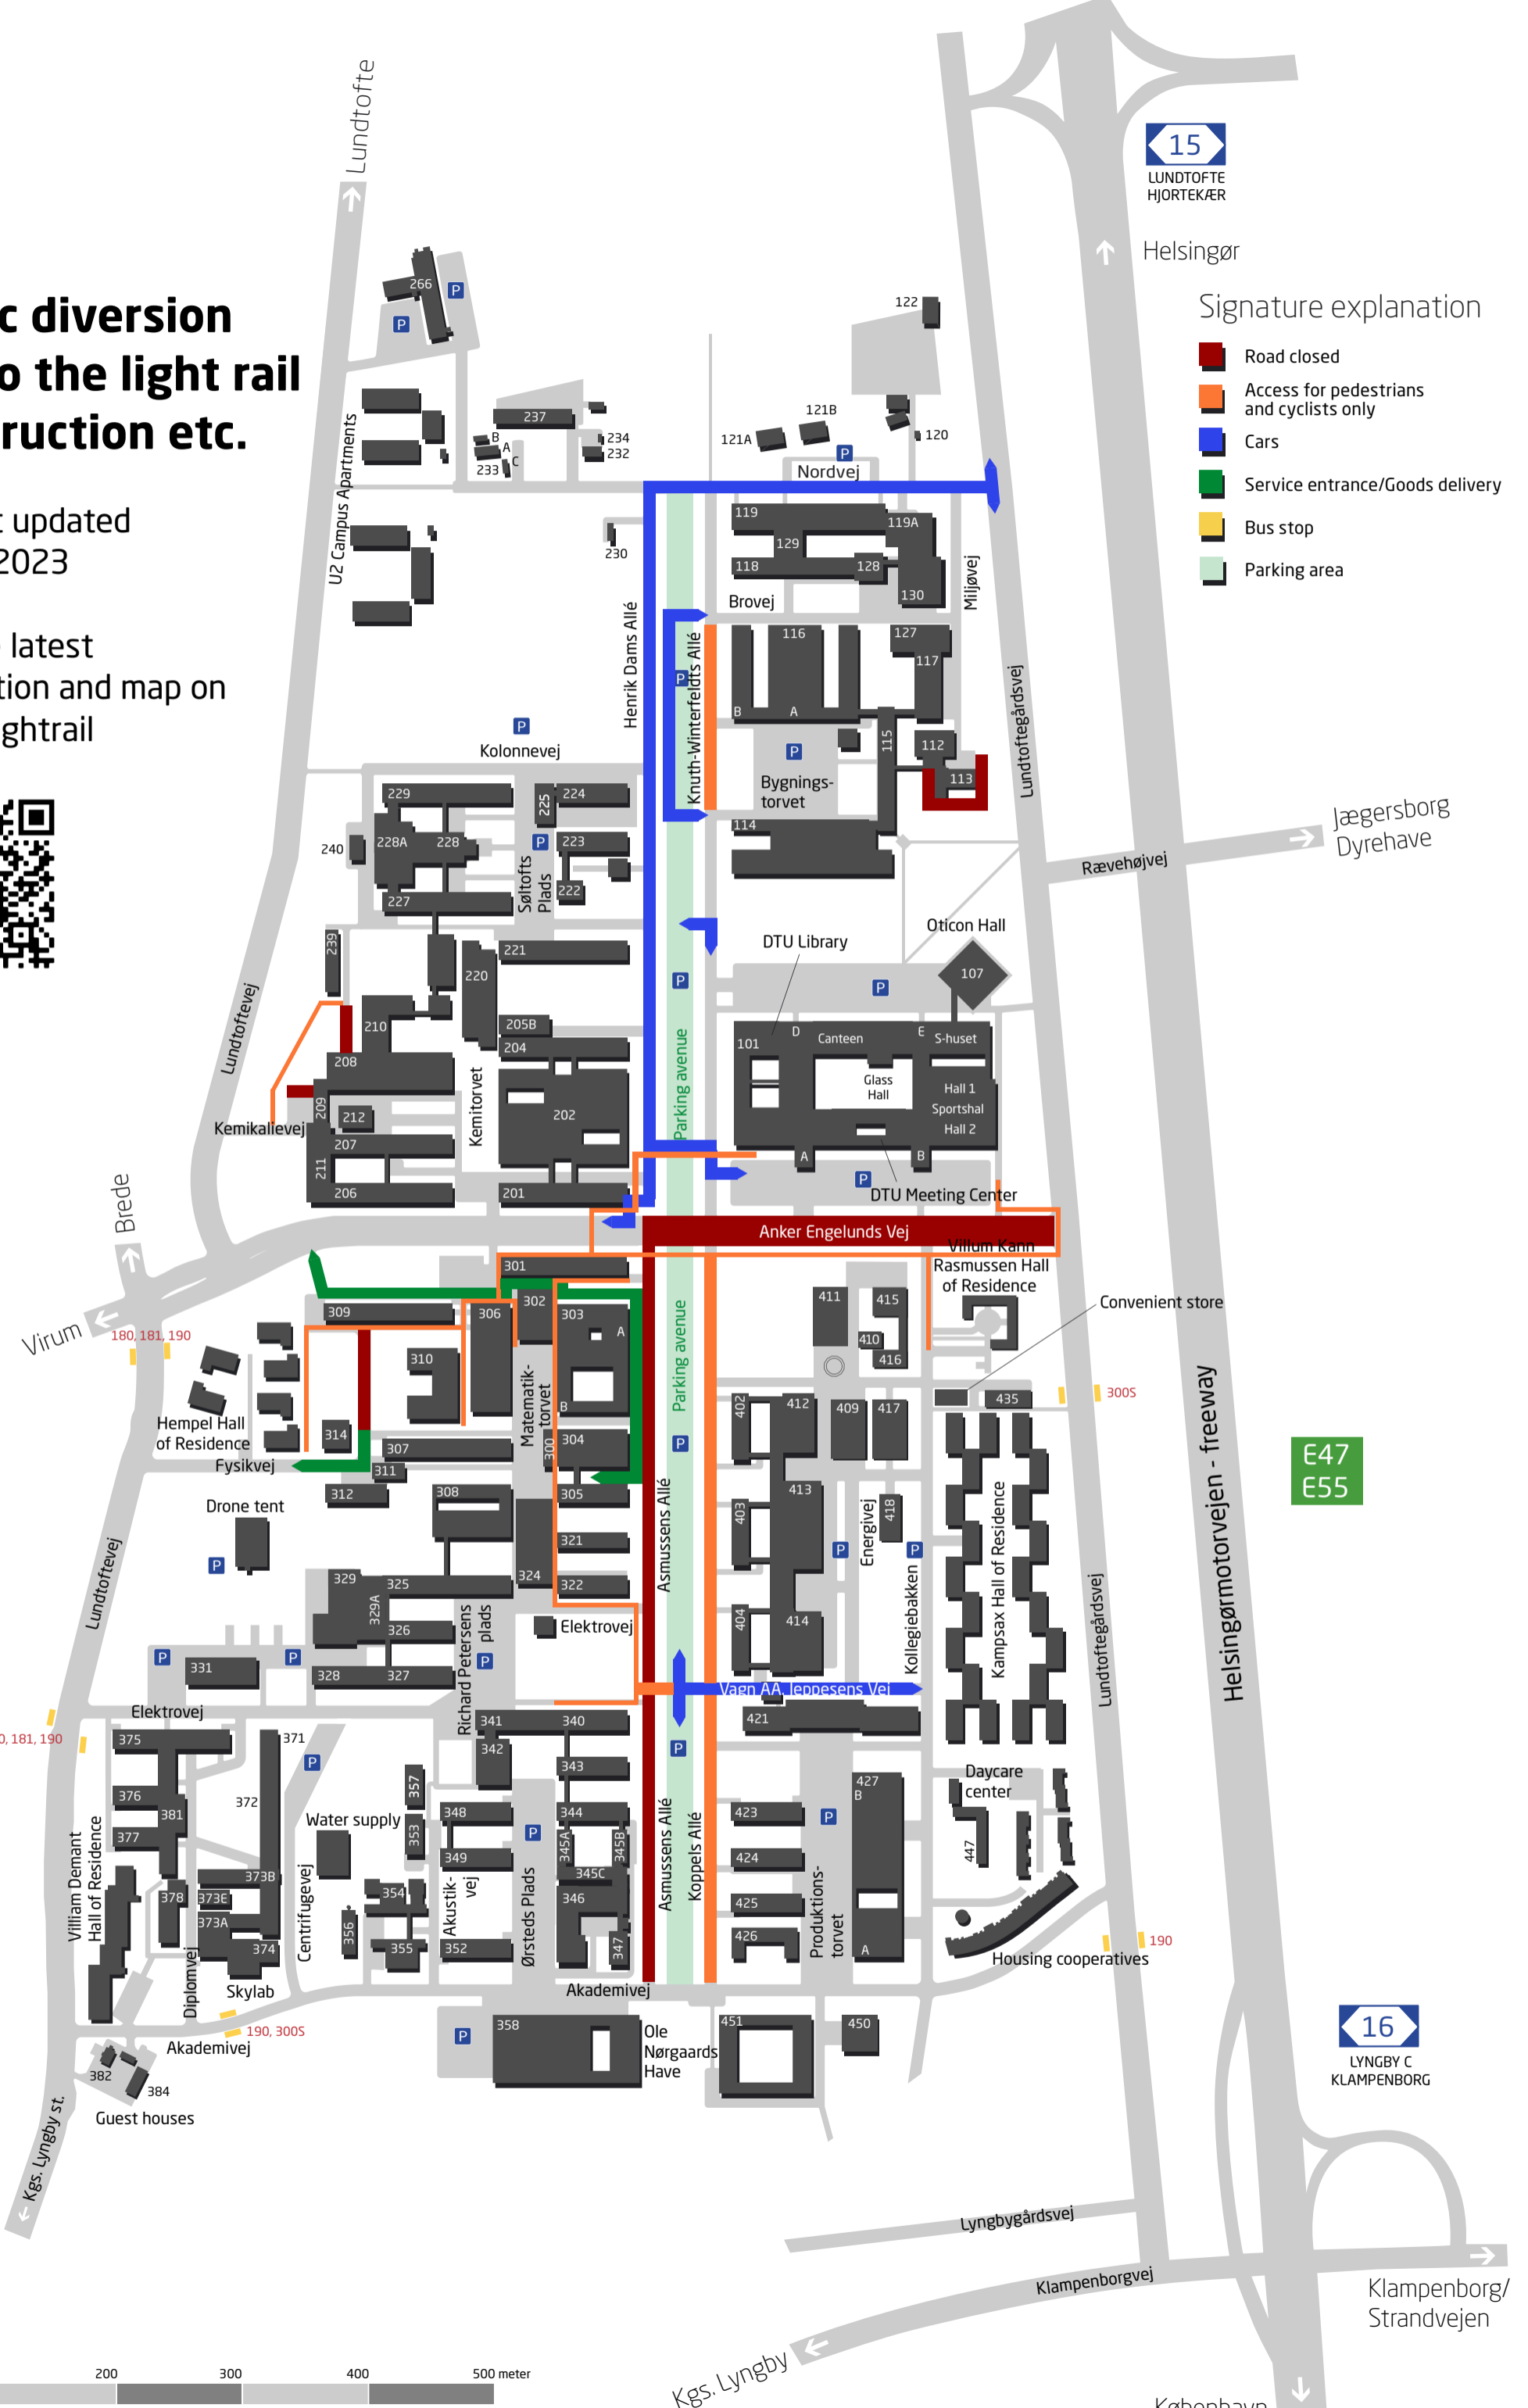 Lundtofte
15
LUNDTOFTE
HJORTEKÆR
Helsingør
Signature explanation
Road closed
Access for pedestrians
and cyclists only
Cars
Service entrance/Goods delivery
Bus stop
Parking area
c diversion
o the light rail
ruction etc.
t updated
2023
latest
tion and map on
ghtrail
266
P
P
122
237
B
A
C
233
234
232
121A
121B
120
P
Nordvej
U2 Campus Apartments
230
119
119A
129
118
128
130
Miljøvej
Brovej
Henrik Dams Allé
Knuth-Winterfeldts Allé
P
116
127
117
B
A
115
112
113
P
Bygnings-
torvet
114
Lundtoftegårdsvej
Jægersborg
Dyrehave
Rævehøjvej
P
Kolonnevej
229
225
224
240
228A
228
P
223
222
Søltofts
Plads
227
239
221
220
210
205B
204
208
209
212
202
Kemitorvet
Kemikalievej
207
211
206
201
Lundtoftevej
P
Parking avenue
DTU Library
Oticon Hall
107
P
101
D
Canteen
E
S-huset
Glass
Hall
Hall 1
Sportshal
Hall 2
A
B
P
DTU Meeting Center
Anker Engelunds Vej
Villum Kann
Rasmussen Hall
of Residence
Convenient store
Brede
Virum
180, 181, 190
301
302
303
A
B
309
306
310
314
Hempel Hall
of Residence
Fysikvej
307
311
312
308
300
304
305
Matematik-
torvet
321
322
324
Drone tent
P
Lundtoftevej
329
329A
325
326
328
327
331
P
P
Richard Petersens
plads
P
Elektrovej
Asmussens Allé
Parking avenue
P
411
415
410
416
402
412
409
417
435
300S
403
413
418
Energivej
P
P
404
414
Kollegiebakken
Kampsax Hall of Residence
Lundtoftegårdsvej
Helsingørmotorvejen - freeway
E47
E55
Vagn AA. Jeppesens Vej
421
P
Elektrovej
0, 181, 190
375
376
381
377
371
372
P
Villiam Demant
Hall of Residence
378
373B
373E
373A
374
Diplomvej
Skylab
Centrifugevej
Water supply
357
353
354
356
355
341
340
342
343
348
349
352
Akustik-
vej
P
Ørsteds Plads
344
345A
345B
345C
346
347
Asmussens Allé
Koppels Allé
423
424
425
426
P
Produktions-
torvet
427
B
A
Daycare
center
447
Housing cooperatives
190
Akademivej
190, 300S
Akademivej
382
384
Guest houses
Kgs. Lyngby st.
P
358
Ole
Nørgaards
Have
451
450
16
LYNGBY C
KLAMPENBORG
Lyngbygårdsvej
Klampenborgvej
Klampenborg/
Strandvejen
Kgs. Lyngby
København
200
300
400
500 meter